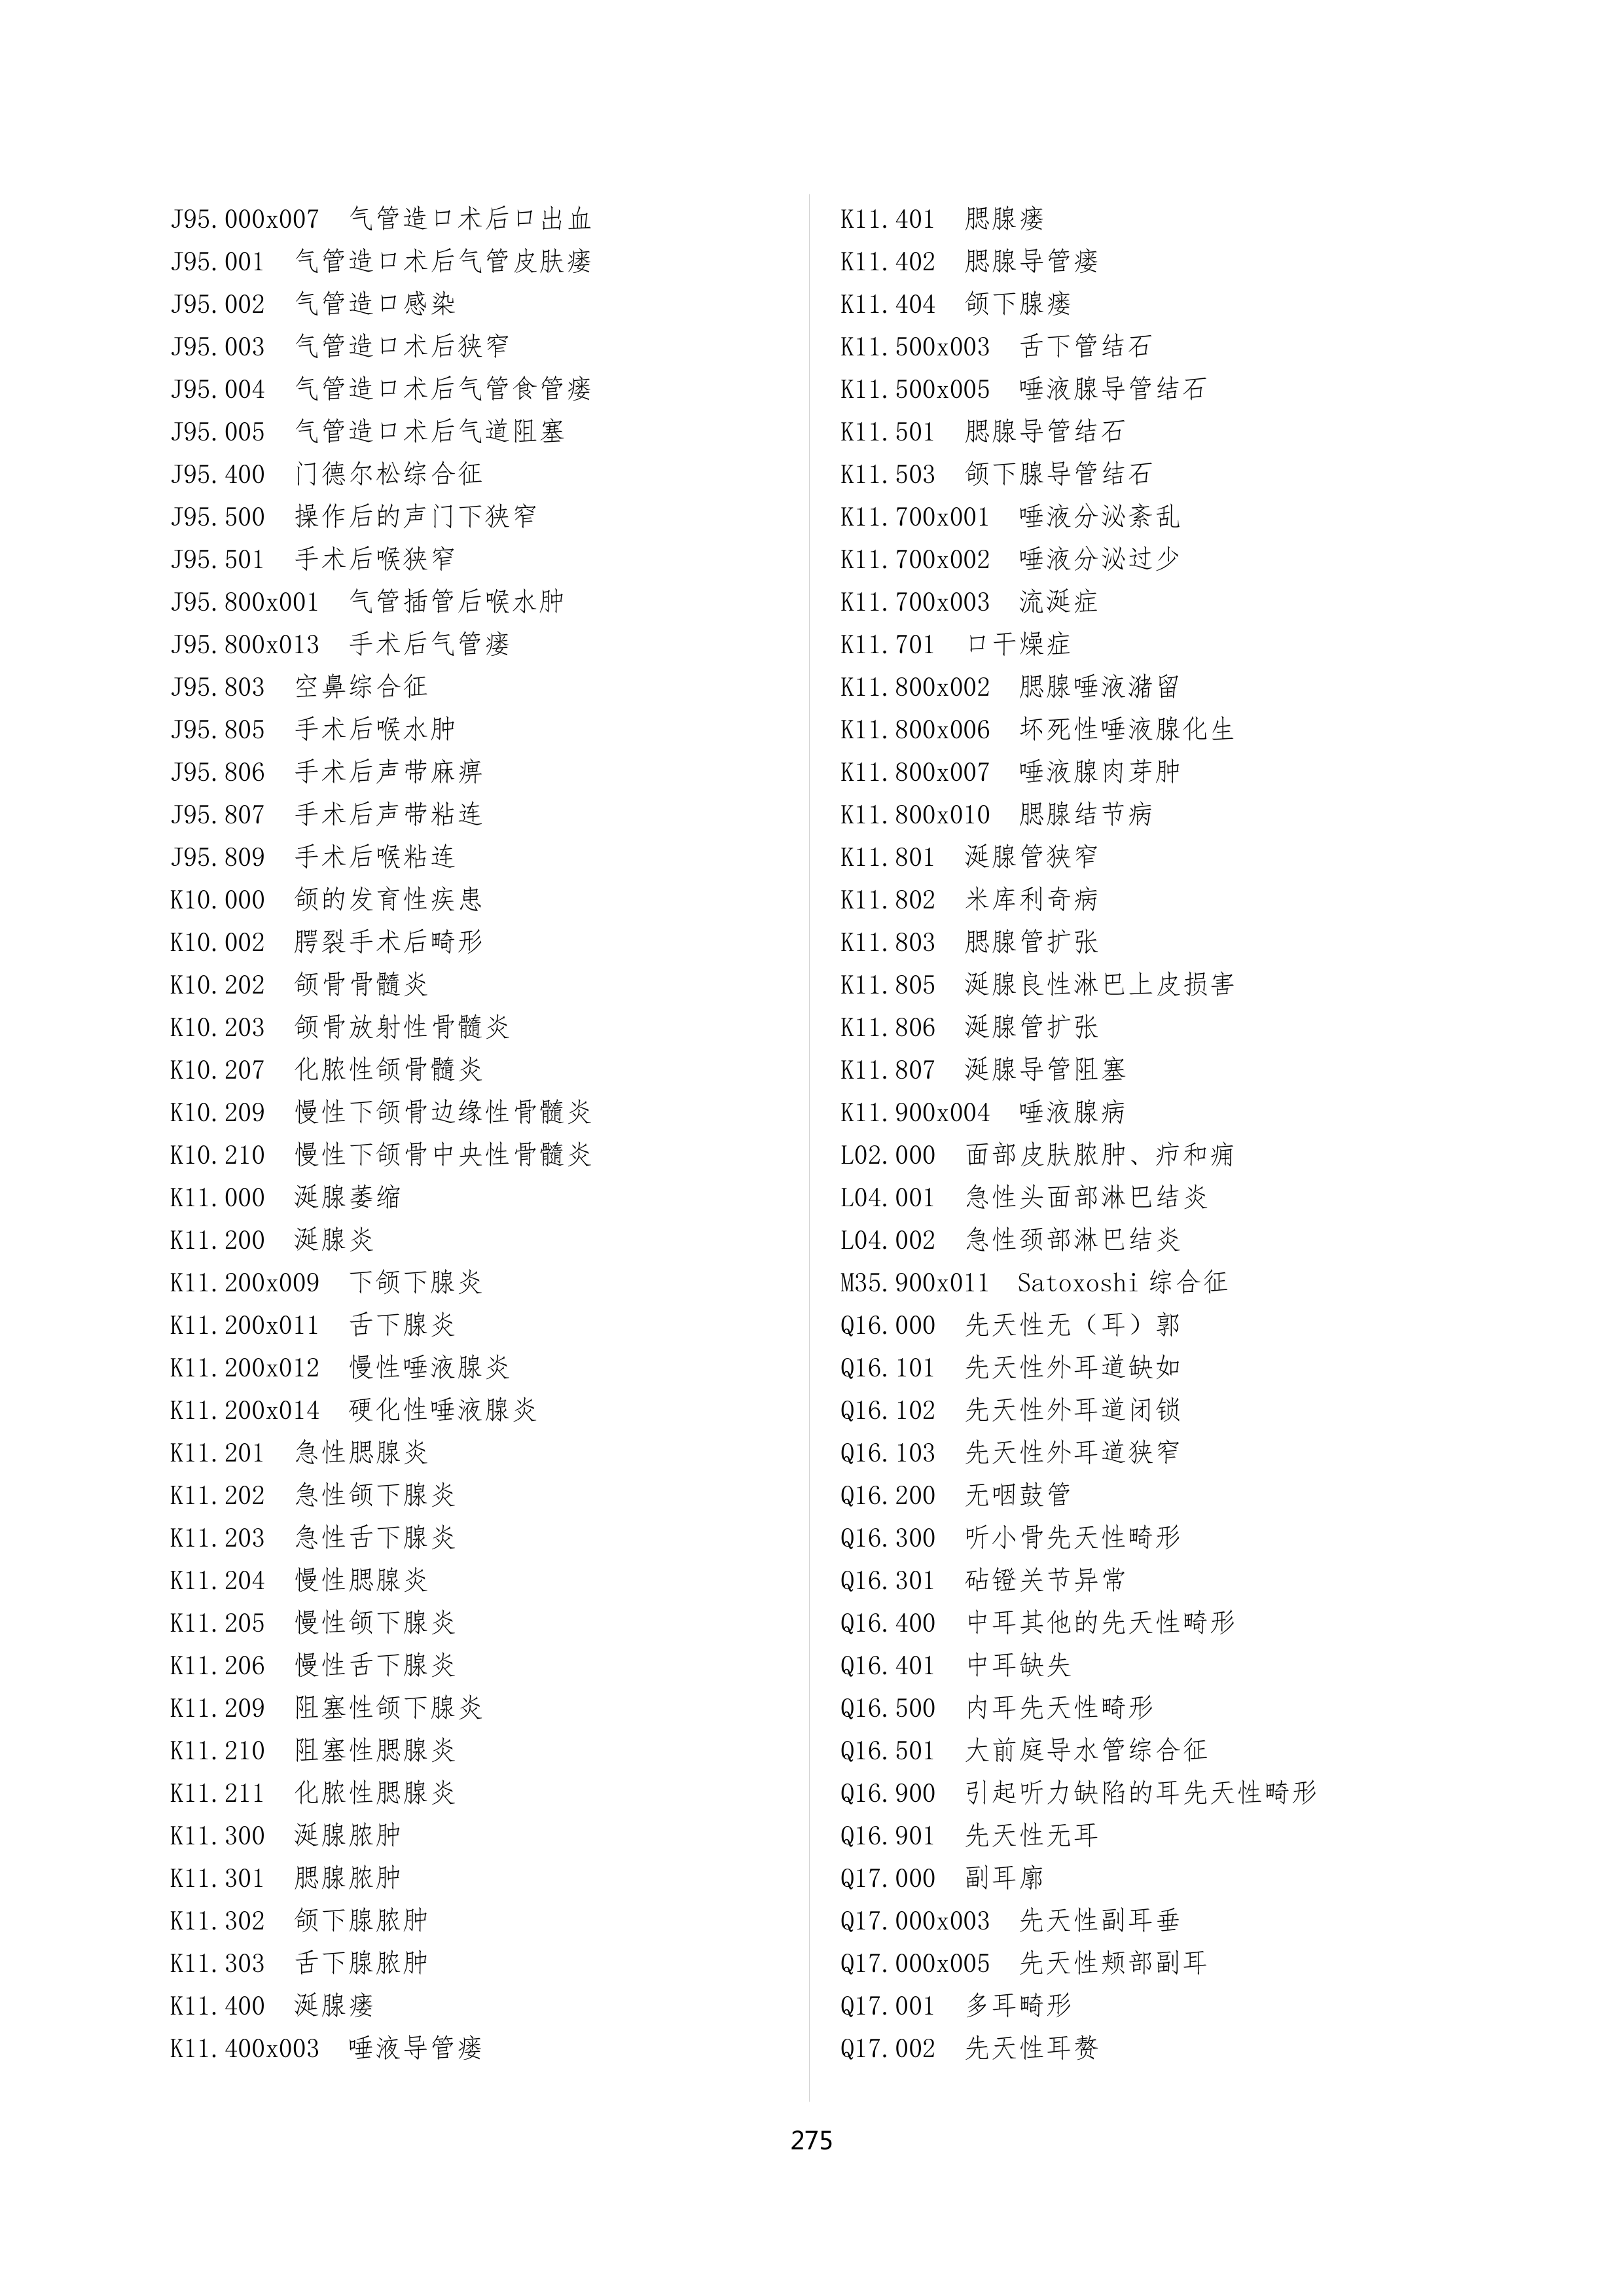 J95.000x007 气管造口术后口出血
J95.001 气管造口术后气管皮肤瘘
J95.002 气管造口感染
J95.003 气管造口术后狭窄
J95.004 气管造口术后气管食管瘘
J95.005 气管造口术后气道阻塞
J95.400 门德尔松综合征
J95.500 操作后的声门下狭窄
J95.501 手术后喉狭窄
J95.800x001 气管插管后喉水肿
J95.800x013 手术后气管瘘
J95.803 空鼻综合征
J95.805 手术后喉水肿
J95.806 手术后声带麻痹
J95.807 手术后声带粘连
J95.809 手术后喉粘连
K10.000 颌的发育性疾患
K10.002 腭裂手术后畸形
K10.202 颌骨骨髓炎
K10.203 颌骨放射性骨髓炎
K10.207 化脓性颌骨髓炎
K10.209 慢性下颌骨边缘性骨髓炎
K10.210 慢性下颌骨中央性骨髓炎
K11.000 涎腺萎缩
K11.200 涎腺炎
K11.200x009 下颌下腺炎
K11.200x011 舌下腺炎
K11.200x012 慢性唾液腺炎
K11.200x014 硬化性唾液腺炎
K11.201 急性腮腺炎
K11.202 急性颌下腺炎
K11.203 急性舌下腺炎
K11.204 慢性腮腺炎
K11.205 慢性颌下腺炎
K11.206 慢性舌下腺炎
K11.209 阻塞性颌下腺炎
K11.210 阻塞性腮腺炎
K11.211 化脓性腮腺炎
K11.300 涎腺脓肿
K11.301 腮腺脓肿
K11.302 颌下腺脓肿
K11.303 舌下腺脓肿
K11.400 涎腺瘘
K11.400x003 唾液导管瘘
K11.401 腮腺瘘
K11.402 腮腺导管瘘
K11.404 颌下腺瘘
K11.500x003 舌下管结石
K11.500x005 唾液腺导管结石
K11.501 腮腺导管结石
K11.503 颌下腺导管结石
K11.700x001 唾液分泌紊乱
K11.700x002 唾液分泌过少
K11.700x003 流涎症
K11.701 口干燥症
K11.800x002 腮腺唾液潴留
K11.800x006 坏死性唾液腺化生
K11.800x007 唾液腺肉芽肿
K11.800x010 腮腺结节病
K11.801 涎腺管狭窄
K11.802 米库利奇病
K11.803 腮腺管扩张
K11.805 涎腺良性淋巴上皮损害
K11.806 涎腺管扩张
K11.807 涎腺导管阻塞
K11.900x004 唾液腺病
L02.000 面部皮肤脓肿、疖和痈
L04.001 急性头面部淋巴结炎
L04.002 急性颈部淋巴结炎
M35.900x011 Satoxoshi 综合征
Q16.000 先天性无（耳）郭
Q16.101 先天性外耳道缺如
Q16.102 先天性外耳道闭锁
Q16.103 先天性外耳道狭窄
Q16.200 无咽鼓管
Q16.300 听小骨先天性畸形
Q16.301 砧镫关节异常
Q16.400 中耳其他的先天性畸形
Q16.401 中耳缺失
Q16.500 内耳先天性畸形
Q16.501 大前庭导水管综合征
Q16.900 引起听力缺陷的耳先天性畸形
Q16.901 先天性无耳
Q17.000 副耳廓
Q17.000x003 先天性副耳垂
Q17.000x005 先天性颊部副耳
Q17.001 多耳畸形
Q17.002 先天性耳赘
275